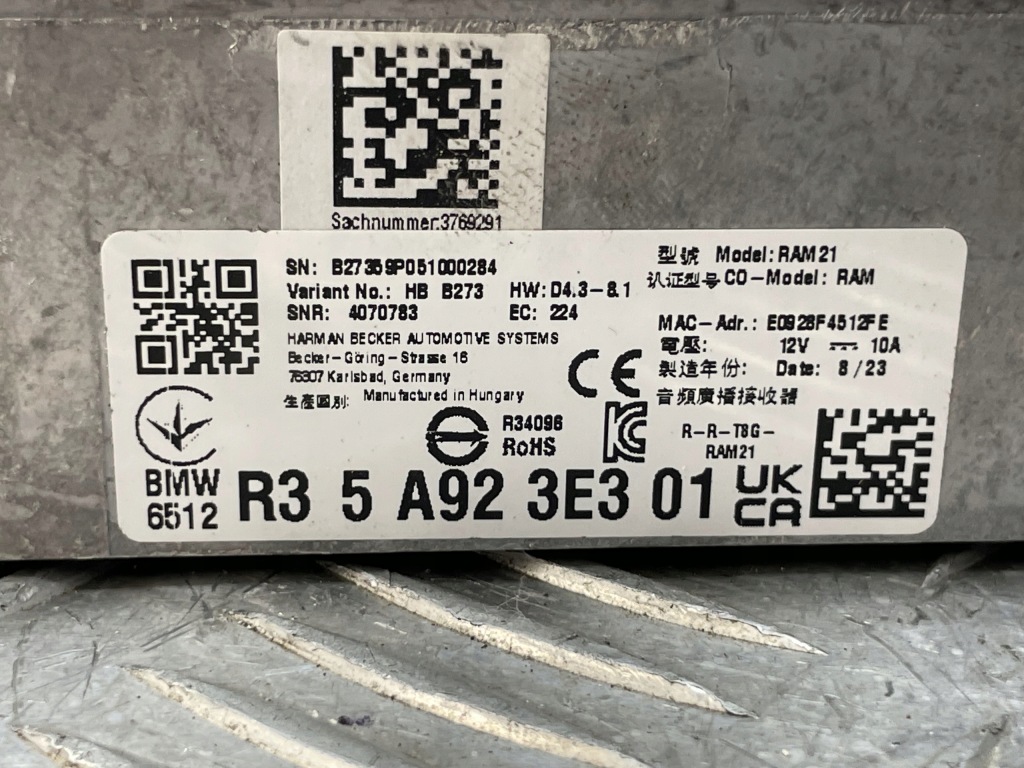 Sachnummer:3769291
SN: B27359P051000284
Variant No.: HB B273 HW: D4.3-8.1
SNR: 4070783 EC: 224
HARMAN BECKER AUTOMOTIVE SYSTEMS
Becker-Göring-Strasse 16
76307 Karlsbad, Germany
生產國別: Manufactured in Hungary
型號 Model: RAM21
认证型号 CO-Model: RAM
MAC-Adr.: E0928F4512FE
電壓: 12V 10A
製造年份: Date: 8/23
音頻廣播接收器
R34096
RoHS
CE
KC
R-R-T8G-
RAM21
BMW
6512
R3 5 A92 3E3 01
UK
CA